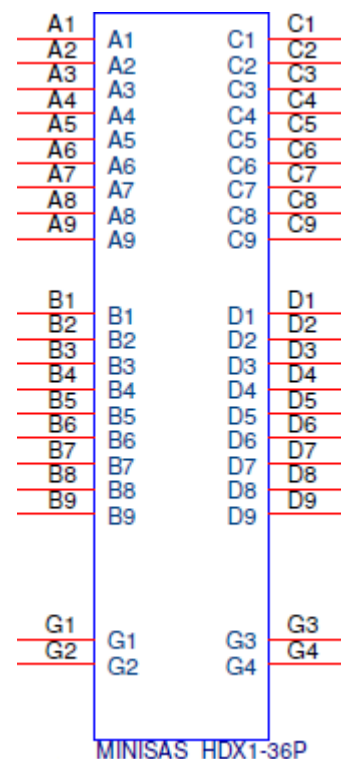 A1 A1 C1 C1
A2 A2 C2 C2
A3 A3 C3 C3
A4 A4 C4 C4
A5 A5 C5 C5
A6 A6 C6 C6
A7 A7 C7 C7
A8 A8 C8 C8
A9 A9 C9 C9
B1 B1 D1 D1
B2 B2 D2 D2
B3 B3 D3 D3
B4 B4 D4 D4
B5 B5 D5 D5
B6 B6 D6 D6
B7 B7 D7 D7
B8 B8 D8 D8
B9 B9 D9 D9
G1 G1 G3 G3
G2 G2 G4 G4
MINISAS_HDX1-36P